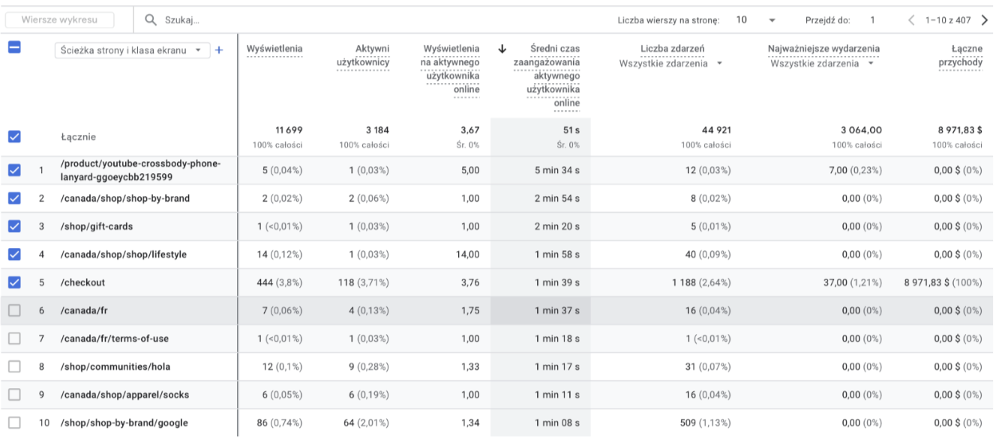 Wiersze wykresu
Szukaj...
Liczba wierszy na stronę: 10
Przejdź do: 1
1–10 z 407
Ścieżka strony i klasa ekranu +
Wyświetlenia
Aktywni
użytkownicy
Wyświetlenia
na aktywnego
użytkownika
online
Średni czas
zaangażowania
aktywnego
użytkownika
online
Liczba zdarzeń
Wszystkie zdarzenia
Najważniejsze wydarzenia
Wszystkie zdarzenia
Łączne
przychody
Łącznie 11 699 3 184 3,67 51 s 44 921 3 064,00 8 971,83 $
100% całości 100% całości Śr. 0% Śr. 0% 100% całości 100% całości 100% całości
1 /product/youtube-crossbody-phone-
lanyard-ggoeycbb219599 5 (0,04%) 1 (0,03%) 5,00 5 min 34 s 12 (0,03%) 7,00 (0,23%) 0,00 $ (0%)
2 /canada/shop/shop-by-brand 2 (0,02%) 2 (0,06%) 1,00 2 min 54 s 8 (0,02%) 0,00 (0%) 0,00 $ (0%)
3 /shop/gift-cards 1 (<0,01%) 1 (0,03%) 1,00 2 min 20 s 5 (0,01%) 0,00 (0%) 0,00 $ (0%)
4 /canada/shop/shop/lifestyle 14 (0,12%) 1 (0,03%) 14,00 1 min 58 s 40 (0,09%) 0,00 (0%) 0,00 $ (0%)
5 /checkout 444 (3,8%) 118 (3,71%) 3,76 1 min 39 s 1 188 (2,64%) 37,00 (1,21%) 8 971,83 $ (100%)
6 /canada/fr 7 (0,06%) 4 (0,13%) 1,75 1 min 37 s 16 (0,04%) 0,00 (0%) 0,00 $ (0%)
7 /canada/fr/terms-of-use 1 (<0,01%) 1 (0,03%) 1,00 1 min 18 s 1 (<0,01%) 0,00 (0%) 0,00 $ (0%)
8 /shop/communities/hola 12 (0,1%) 9 (0,28%) 1,33 1 min 17 s 31 (0,07%) 0,00 (0%) 0,00 $ (0%)
9 /canada/shop/apparel/socks 6 (0,05%) 6 (0,19%) 1,00 1 min 11 s 16 (0,04%) 0,00 (0%) 0,00 $ (0%)
10 /shop/shop-by-brand/google 86 (0,74%) 64 (2,01%) 1,34 1 min 08 s 509 (1,13%) 0,00 (0%) 0,00 $ (0%)